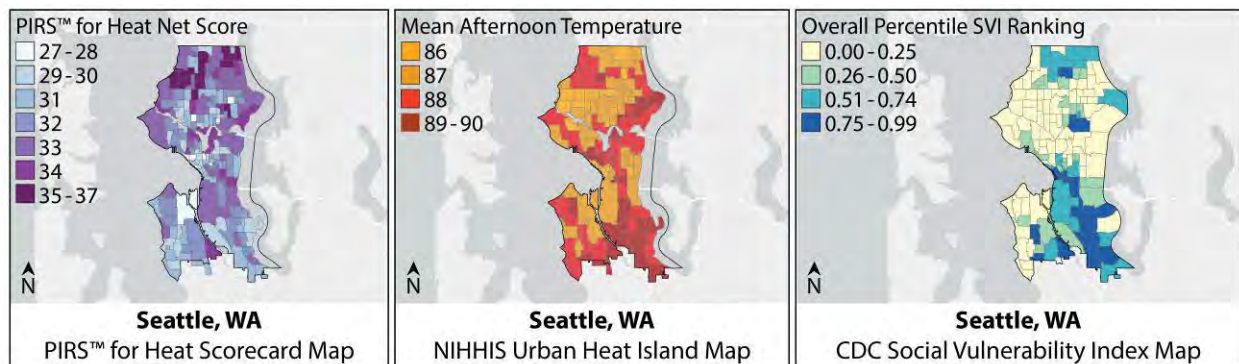 PIRS™ for Heat Net Score
27 - 28
29 - 30
31
32
33
34
35 - 37
N
Seattle, WA
PIRS™ for Heat Scorecard Map
Mean Afternoon Temperature
86
87
88
89 - 90
N
Seattle, WA
NIHHIS Urban Heat Island Map
Overall Percentile SVI Ranking
0.00 - 0.25
0.26 - 0.50
0.51 - 0.74
0.75 - 0.99
N
Seattle, WA
CDC Social Vulnerability Index Map